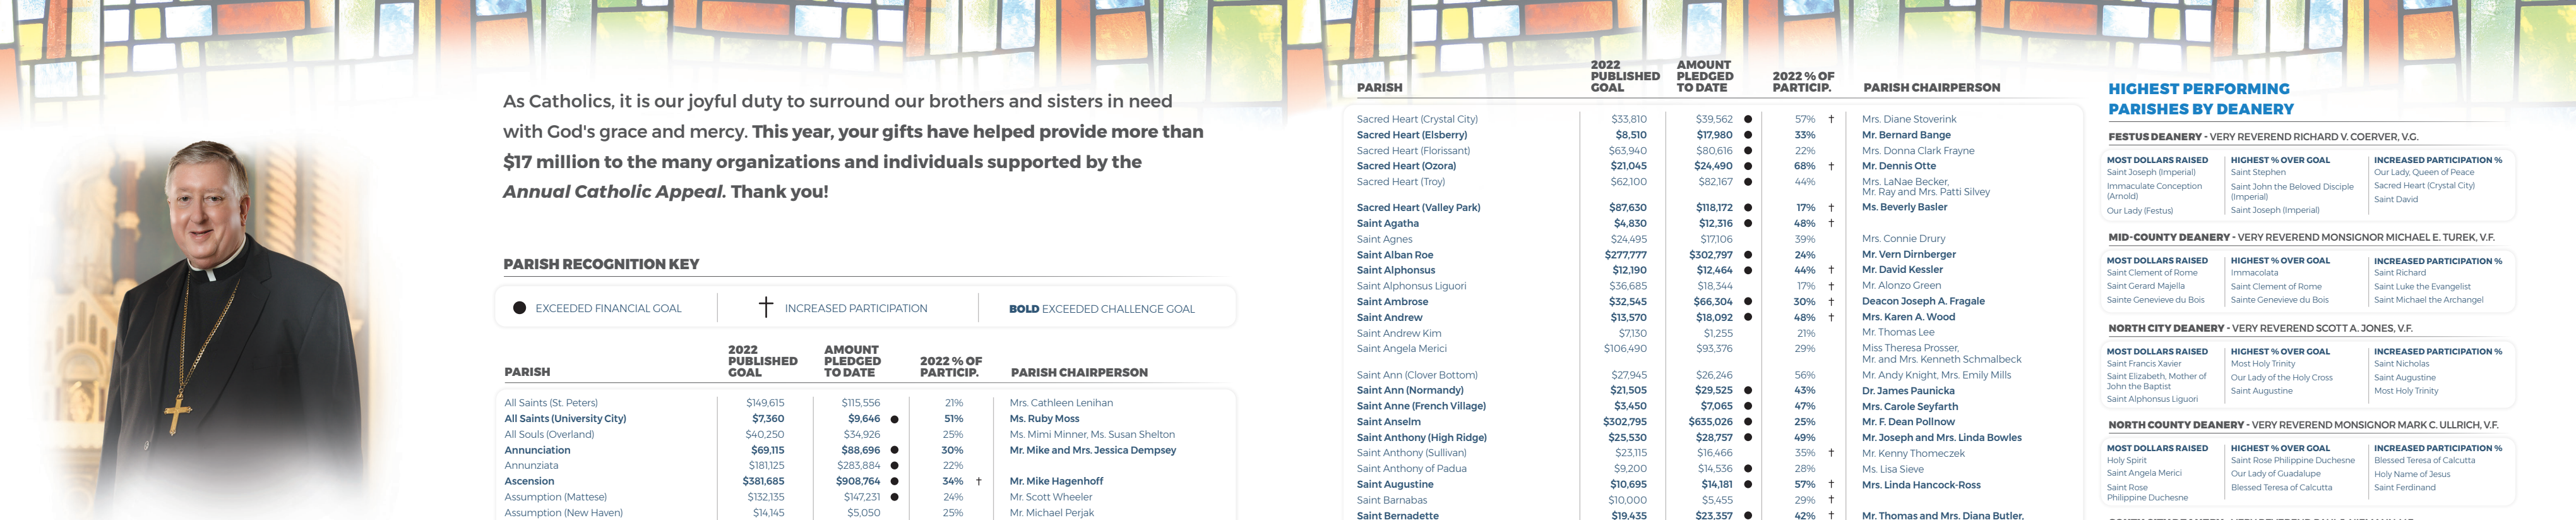 As Catholics, it is our joyful duty to surround our brothers and sisters in need
with God's grace and mercy. This year, your gifts have helped provide more than
$17 million to the many organizations and individuals supported by the
Annual Catholic Appeal. Thank you!
PARISH RECOGNITION KEY
● EXCEEDED FINANCIAL GOAL † INCREASED PARTICIPATION BOLD EXCEEDED CHALLENGE GOAL
PARISH 2022 PUBLISHED GOAL AMOUNT PLEDGED TO DATE 2022 % OF PARTICIP. PARISH CHAIRPERSON
All Saints (St. Peters) $149,615 $115,556 21% Mrs. Cathleen Lenihan
All Saints (University City) $7,360 $9,646 ● 51% Ms. Ruby Moss
All Souls (Overland) $40,250 $34,926 25% Ms. Mimi Minner, Ms. Susan Shelton
Annunciation $69,115 $88,696 ● 30% Mr. Mike and Mrs. Jessica Dempsey
Annunziata $181,125 $283,884 ● 22%
Ascension $381,685 $908,764 ● 34% † Mr. Mike Hagenhoff
Assumption (Mattese) $132,135 $147,231 ● 24% Mr. Scott Wheeler
Assumption (New Haven) $14,145 $5,050 25% Mr. Michael Perjak
PARISH 2022 PUBLISHED GOAL AMOUNT PLEDGED TO DATE 2022 % OF PARTICIP. PARISH CHAIRPERSON
Sacred Heart (Crystal City) $33,810 $39,562 ● 57% † Mrs. Diane Stoverink
Sacred Heart (Elsberry) $8,510 $17,980 ● 33% Mr. Bernard Bange
Sacred Heart (Florissant) $63,940 $80,616 ● 22% Mrs. Donna Clark Frayne
Sacred Heart (Ozora) $21,045 $24,490 ● 68% † Mr. Dennis Otte
Sacred Heart (Troy) $62,100 $82,167 ● 44% Mrs. LaNae Becker,
Mr. Ray and Mrs. Patti Silvey
Sacred Heart (Valley Park) $87,630 $118,172 ● 17% † Ms. Beverly Basler
Saint Agatha $4,830 $12,316 ● 48% †
Saint Agnes $24,495 $17,106 39% Mrs. Connie Drury
Saint Alban Roe $277,777 $302,797 ● 24% Mr. Vern Dirnberger
Saint Alphonsus $12,190 $12,464 ● 44% † Mr. David Kessler
Saint Alphonsus Liguori $36,685 $18,344 17% † Mr. Alonzo Green
Saint Ambrose $32,545 $66,304 ● 30% † Deacon Joseph A. Fragale
Saint Andrew $13,570 $18,092 ● 48% † Mrs. Karen A. Wood
Saint Andrew Kim $7,130 $1,255 21% Mr. Thomas Lee
Saint Angela Merici $106,490 $93,376 29% Miss Theresa Prosser,
Mr. and Mrs. Kenneth Schmalbeck
Saint Ann (Clover Bottom) $27,945 $26,246 56% Mr. Andy Knight, Mrs. Emily Mills
Saint Ann (Normandy) $21,505 $29,525 ● 43% Dr. James Paunicka
Saint Anne (French Village) $3,450 $7,065 ● 47% Mrs. Carole Seyfarth
Saint Anselm $302,795 $635,026 ● 25% Mr. F. Dean Pollnow
Saint Anthony (High Ridge) $25,530 $28,757 ● 49% Mr. Joseph and Mrs. Linda Bowles
Saint Anthony (Sullivan) $23,115 $16,466 35% † Mr. Kenny Thomeczek
Saint Anthony of Padua $9,200 $14,536 ● 28% Ms. Lisa Sieve
Saint Augustine $10,695 $14,181 ● 57% † Mrs. Linda Hancock-Ross
Saint Barnabas $10,000 $5,455 29% †
Saint Bernadette $19,435 $23,357 ● 42% † Mr. Thomas and Mrs. Diana Butler,
HIGHEST PERFORMING
PARISHES BY DEANERY
FESTUS DEANERY - VERY REVEREND RICHARD V. COERVER, V.G.
MOST DOLLARS RAISED
Saint Joseph (Imperial)
Immaculate Conception
(Arnold)
Our Lady (Festus)
HIGHEST % OVER GOAL
Saint Stephen
Saint John the Beloved Disciple
(Imperial)
Saint Joseph (Imperial)
INCREASED PARTICIPATION %
Our Lady, Queen of Peace
Sacred Heart (Crystal City)
Saint David
MID-COUNTY DEANERY - VERY REVEREND MONSIGNOR MICHAEL E. TUREK, V.F.
MOST DOLLARS RAISED
Saint Clement of Rome
Saint Gerard Majella
Sainte Genevieve du Bois
HIGHEST % OVER GOAL
Immacolata
Saint Clement of Rome
Sainte Genevieve du Bois
INCREASED PARTICIPATION %
Saint Richard
Saint Luke the Evangelist
Saint Michael the Archangel
NORTH CITY DEANERY - VERY REVEREND SCOTT A. JONES, V.F.
MOST DOLLARS RAISED
Saint Francis Xavier
Saint Elizabeth, Mother of
John the Baptist
Saint Alphonsus Liguori
HIGHEST % OVER GOAL
Most Holy Trinity
Our Lady of the Holy Cross
Saint Augustine
INCREASED PARTICIPATION %
Saint Nicholas
Saint Augustine
Most Holy Trinity
NORTH COUNTY DEANERY - VERY REVEREND MONSIGNOR MARK C. ULLRICH, V.F.
MOST DOLLARS RAISED
Holy Spirit
Saint Angela Merici
Saint Rose
Philippine Duchesne
HIGHEST % OVER GOAL
Saint Rose Philippine Duchesne
Our Lady of Guadalupe
Blessed Teresa of Calcutta
INCREASED PARTICIPATION %
Blessed Teresa of Calcutta
Holy Name of Jesus
Saint Ferdinand